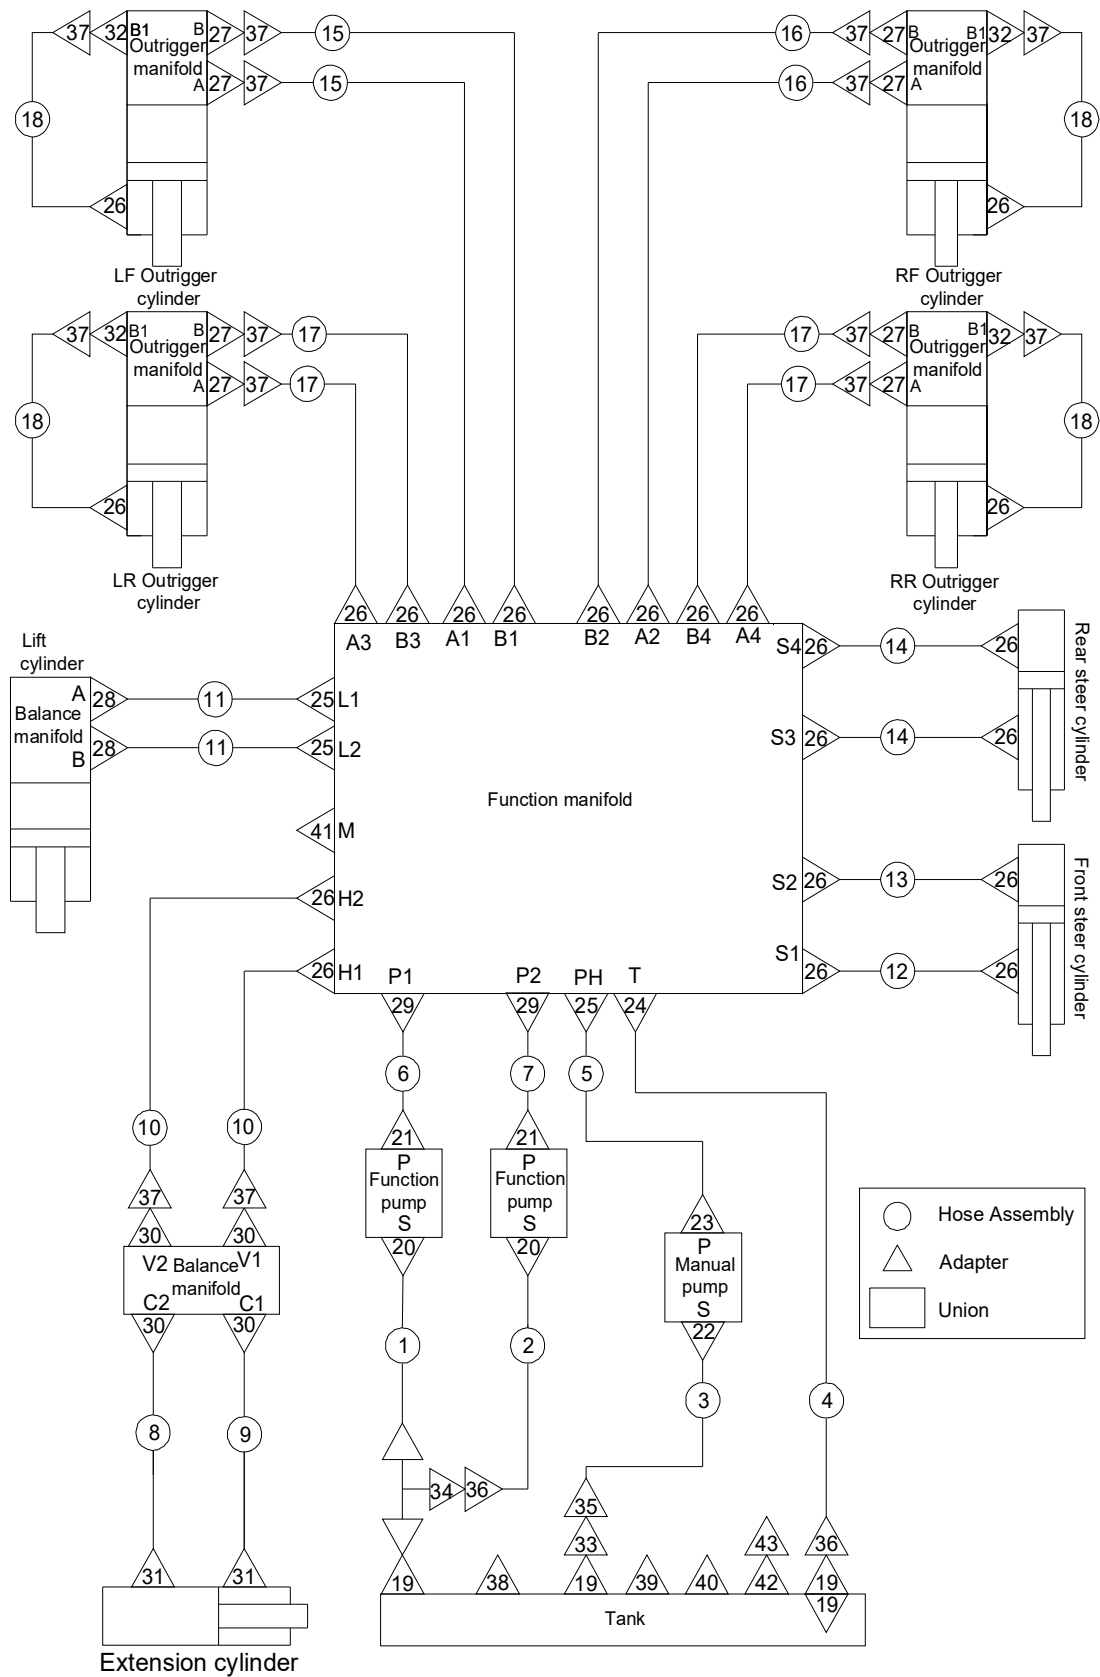 37 32 B1 B 27 37 15
Outrigger
manifold
A 27 37 15
18
26
LF Outrigger
cylinder
16 37 27 B B1 32 37
Outrigger
manifold
16 37 27 A
18
26
RF Outrigger
cylinder
37 32 B1 B 27 37 17
Outrigger
manifold
A 27 37 17
18
26
LR Outrigger
cylinder
17 37 27 B B1 32 37
Outrigger
manifold
17 37 27 A
18
26
RR Outrigger
cylinder
26 26 26 26 26 26 26 26
A3 B3 A1 B1 B2 A2 B4 A4
Lift
cylinder
A 28 11 25 L1
Balance
manifold
B 28 11 25 L2
41 M
26 H2
26 H1
Function manifold
S4 26 14 26
S3 26 14 26
Rear steer cylinder
S2 26 13 26
S1
26 12 26
Front steer cylinder
P1 P2 PH T
29 29 25 24
6 7 5
10 10
21 21
P P
Function Function
pump pump
S S
20 20
37 37
30 30
V2 Balance V1
manifold
C2 C1
30 30
23
P
Manual
pump
S
22
Hose Assembly
Adapter
Union
1 2
3 4
8 9
34 36
35
33
43 36
31 31
19 38 19 39 40 42 19
19
Tank
Extension cylinder